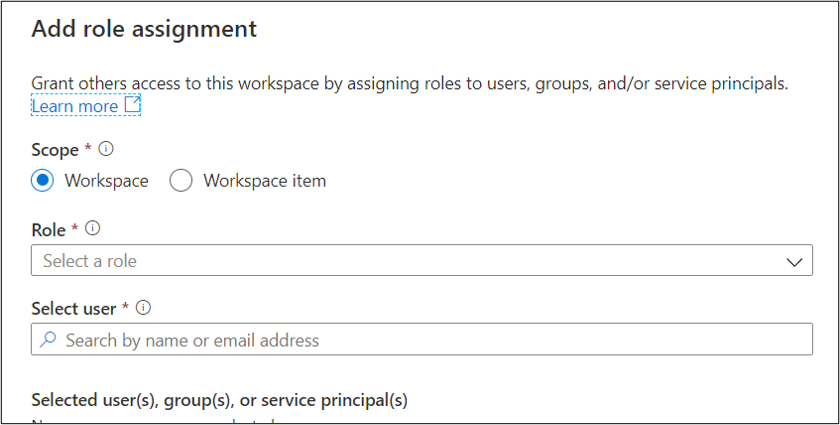 Add role assignment
Grant others access to this workspace by assigning roles to users, groups, and/or service principals.
Learn more
Scope *
Workspace Workspace item
Role *
Select a role
Select user *
Search by name or email address
Selected user(s), group(s), or service principal(s)